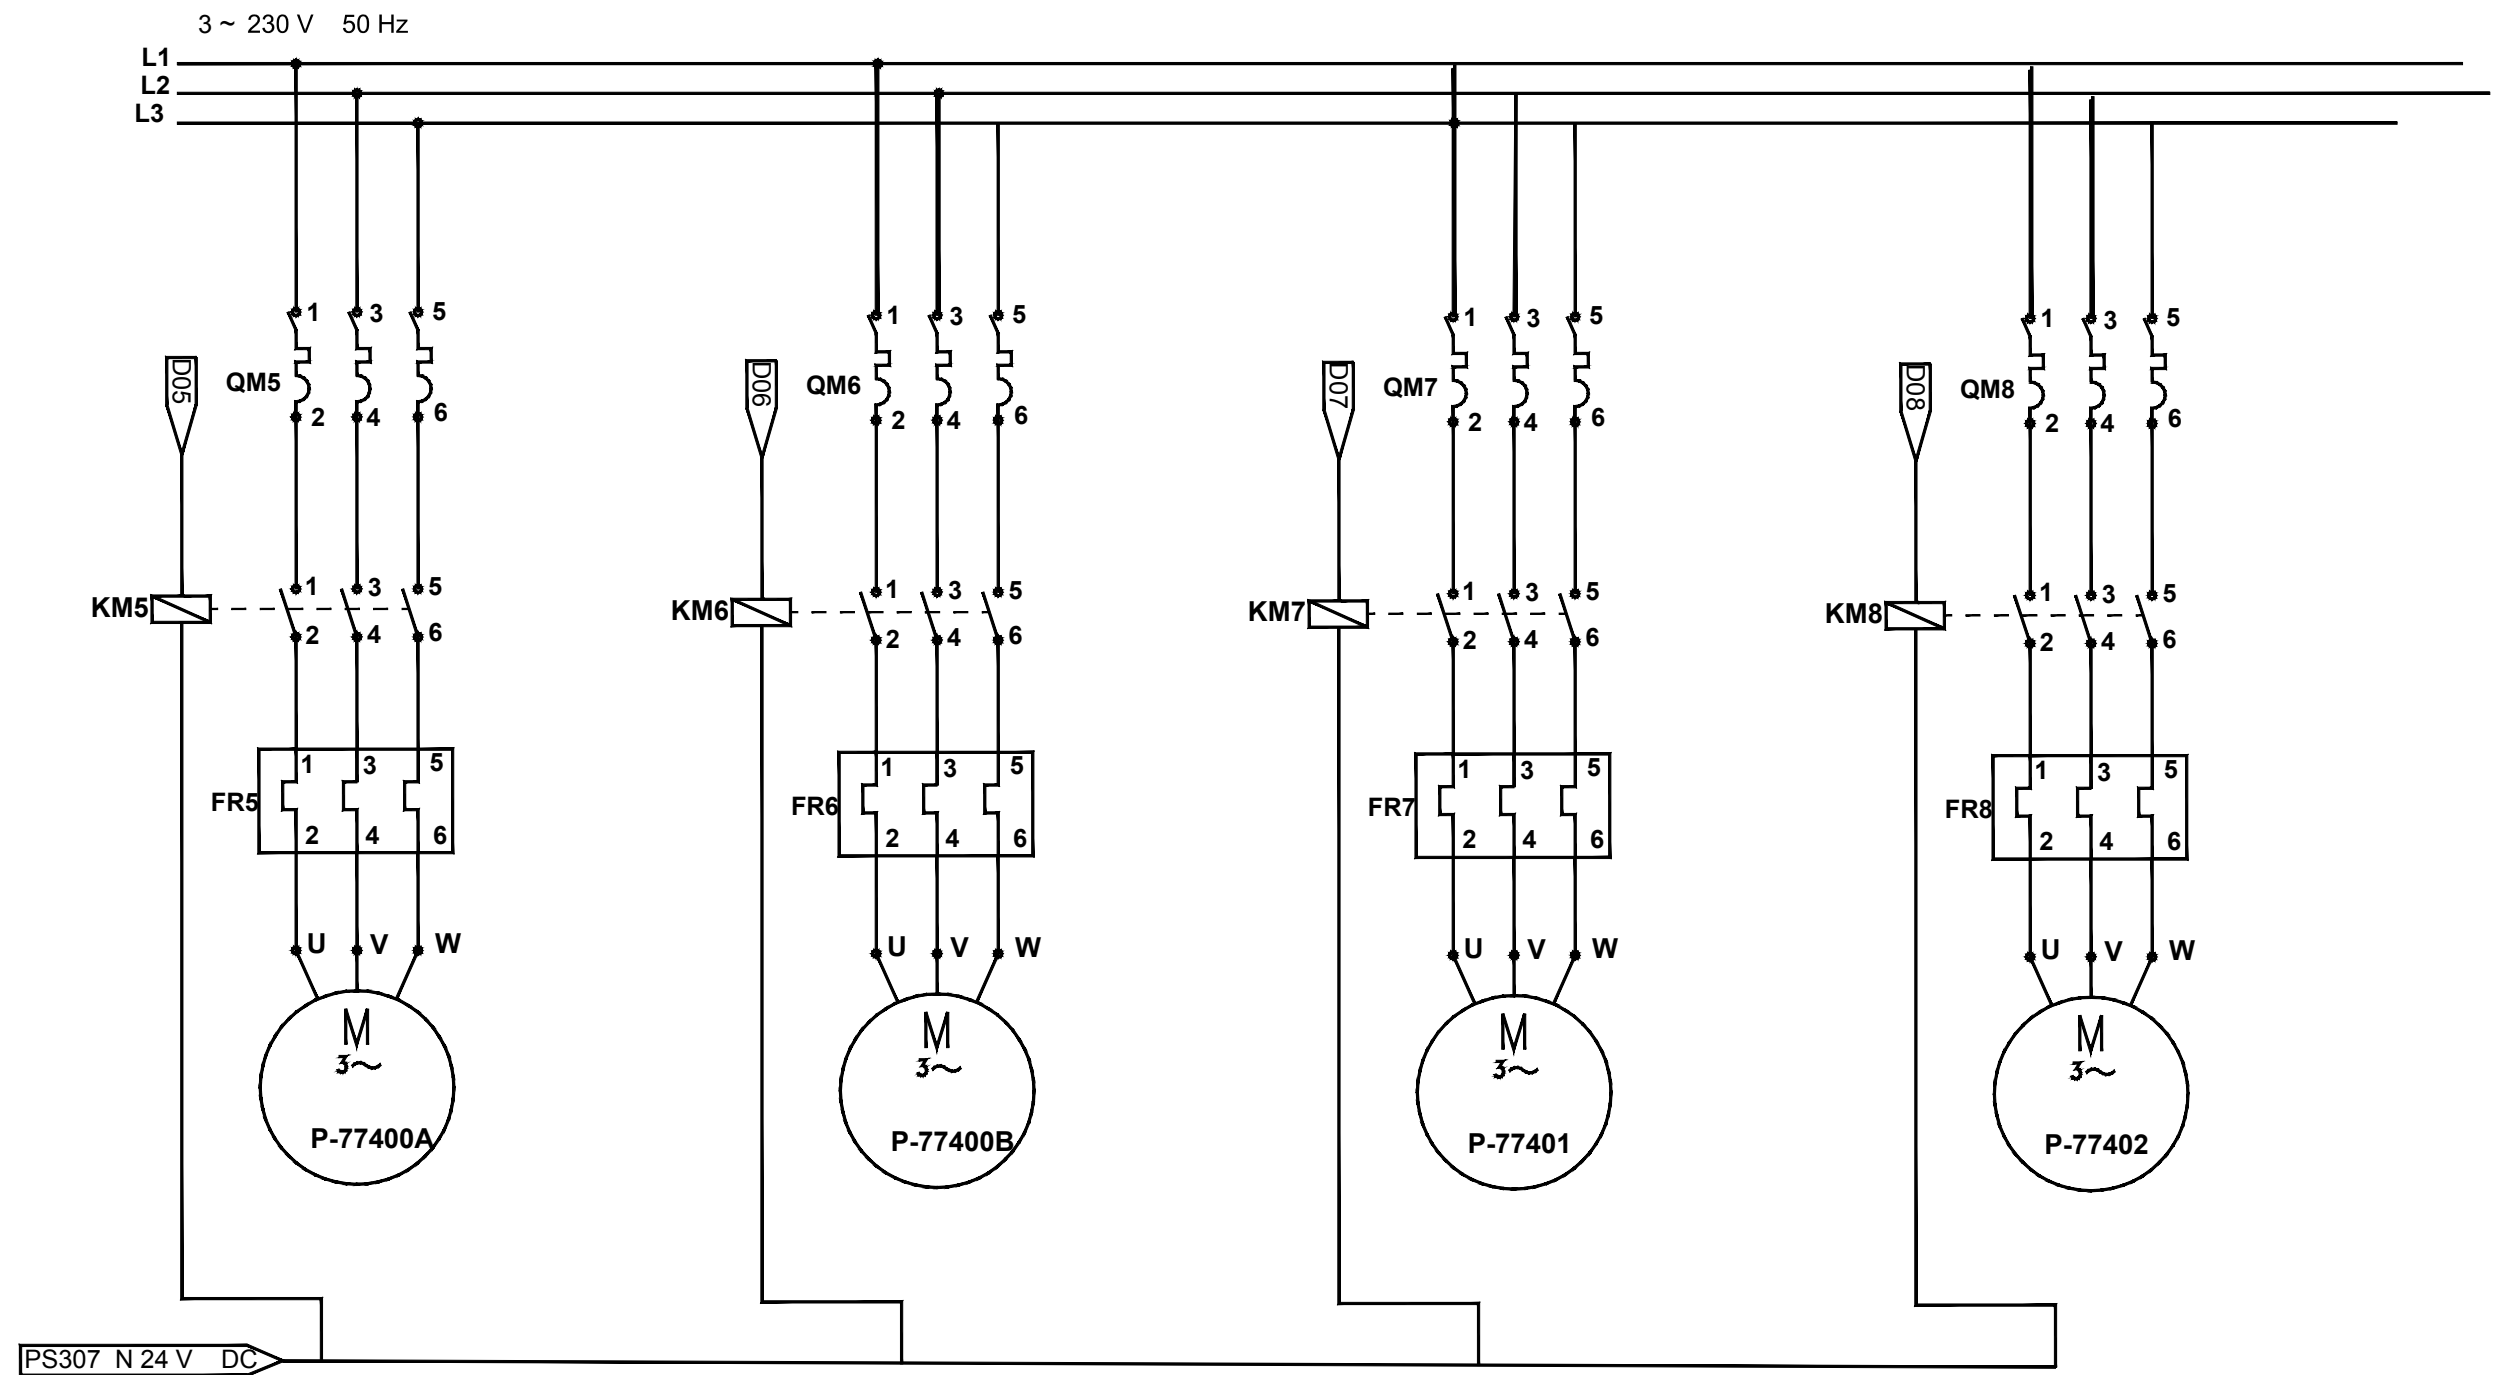 3 ~ 230 V 50 Hz
L1
L2
L3
1 3 5 1 3 5 1 3 5 1 3 5
D05 QM5 D06 QM6 D07 QM7 D08 QM8
2 4 6 2 4 6 2 4 6 2 4 6
1 3 5 1 3 5 1 3 5 1 3 5
KM5 KM6 KM7 KM8
2 4 6 2 4 6 2 4 6 2 4 6
1 3 5 1 3 5 1 3 5 1 3 5
FR5 FR6 FR7 FR8
2 4 6 2 4 6 2 4 6 2 4 6
U V W U V W U V W U V W
M M M M
3~ 3~ 3~ 3~
P-77400A P-77400B P-77401 P-77402
PS307 N 24 V DC